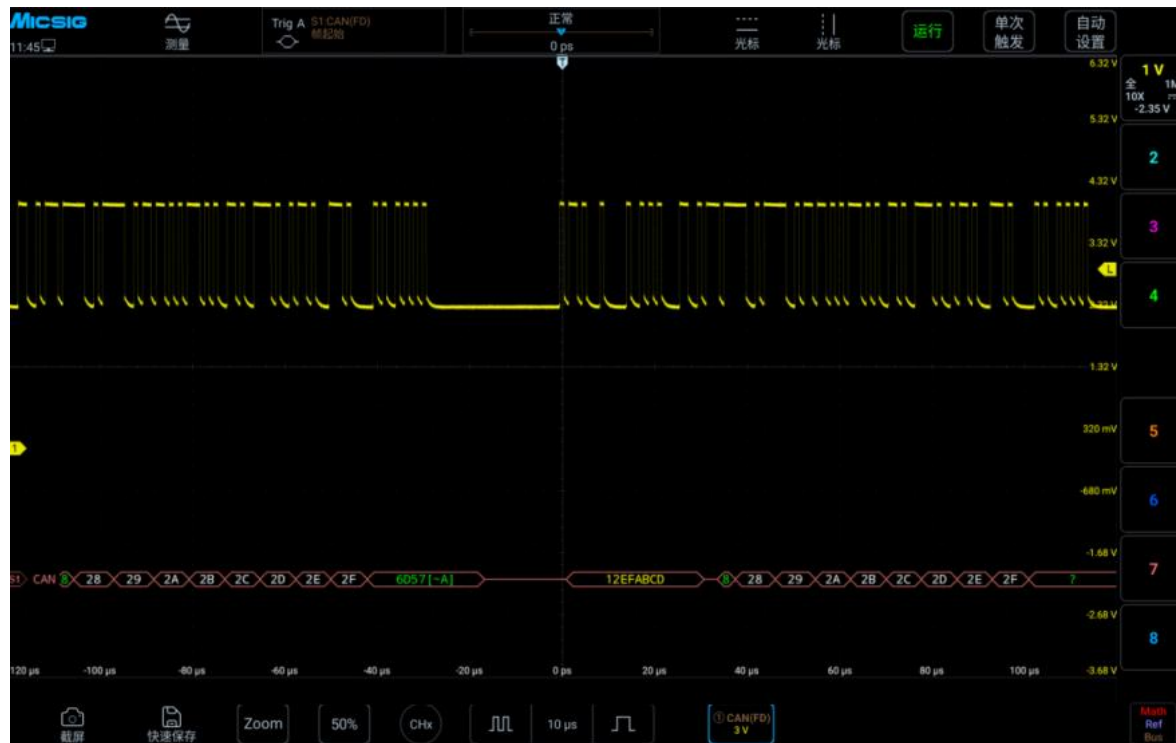 Micsig
11:45
测量
Trig A S1:CAN(FD)
帧起始
正常
0 ps
光标
光标
运行
单次
触发
自动
设置
6.32 V
1 V
全 1M
10X
-2.35 V
5.32 V
2
4.32 V
3
3.32 V
L
4
1.32 V
320 mV
5
1
-680 mV
6
-1.68 V
S1 CAN 8 28 29 2A 2B 2C 2D 2E 2F 6D57[~A] 12EFABCD 8 28 29 2A 2B 2C 2D 2E 2F ?
7
-2.68 V
8
120 μs -100 μs -80 μs -60 μs -40 μs -20 μs 0 ps 20 μs 40 μs 60 μs 80 μs 100 μs -3.68 V
截屏
快速保存
Zoom
50%
CHx
10 μs
1 CAN(FD)
3 V
Math
Ref
Bus